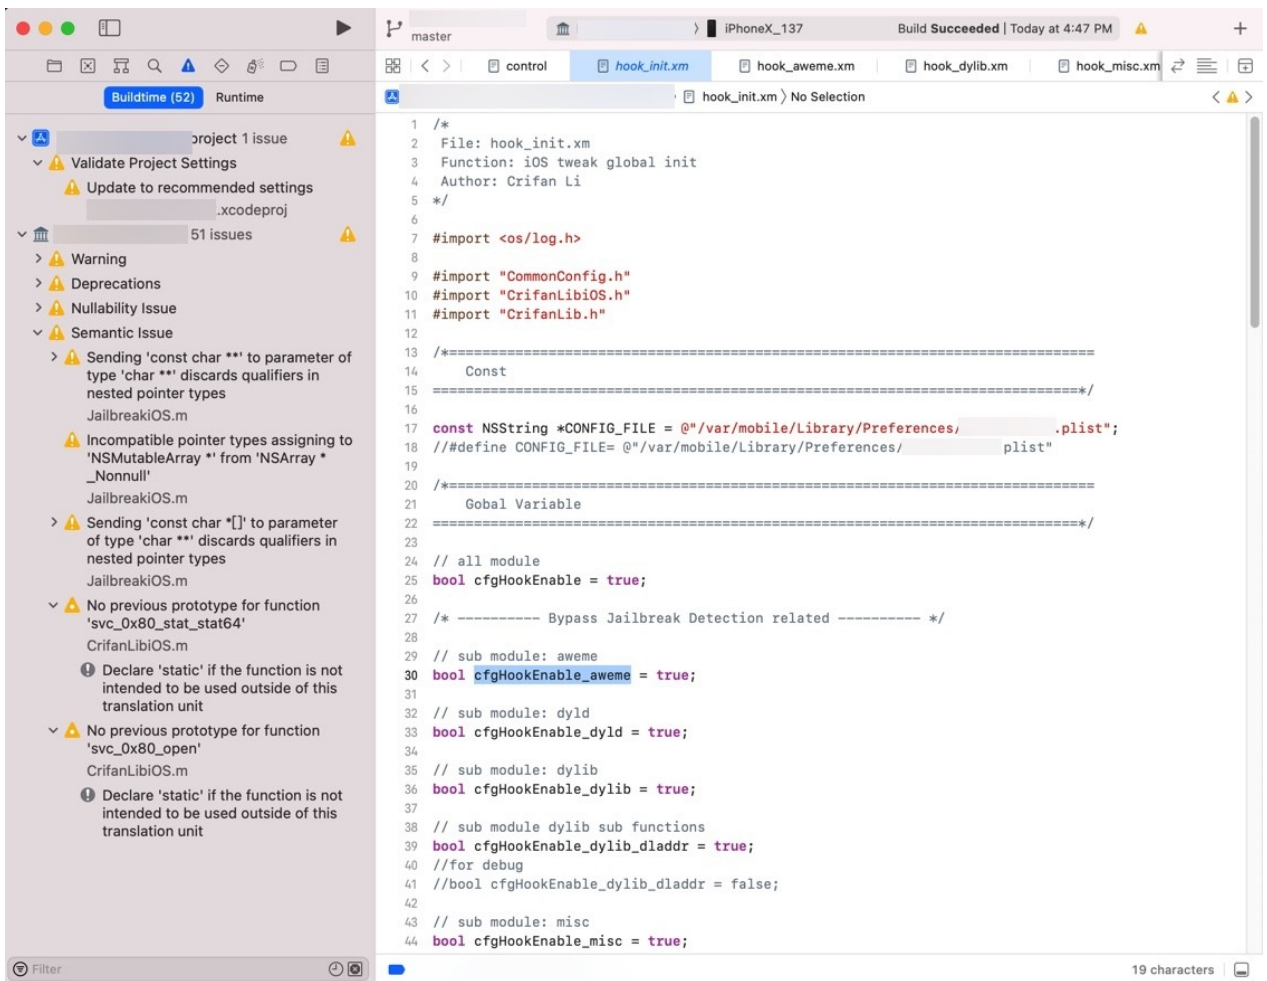 master
iPhoneX_137
Build Succeeded | Today at 4:47 PM
control
hook_init.xm
hook_aweme.xm
hook_dylib.xm
hook_misc.xm
Buildtime (52)
Runtime
hook_init.xm 〉 No Selection
project 1 issue
Validate Project Settings
Update to recommended settings
.xcodeproj
51 issues
Warning
Deprecations
Nullability Issue
Semantic Issue
Sending 'const char **' to parameter of
type 'char **' discards qualifiers in
nested pointer types
JailbreakiOS.m
Incompatible pointer types assigning to
'NSMutableArray *' from 'NSArray *
_Nonnull'
JailbreakiOS.m
Sending 'const char *[]' to parameter
of type 'char **' discards qualifiers in
nested pointer types
JailbreakiOS.m
No previous prototype for function
'svc_0x80_stat_stat64'
CrifanLibiOS.m
Declare 'static' if the function is not
intended to be used outside of this
translation unit
No previous prototype for function
'svc_0x80_open'
CrifanLibiOS.m
Declare 'static' if the function is not
intended to be used outside of this
translation unit
Filter
1 /*
2 File: hook_init.xm
3 Function: iOS tweak global init
4 Author: Crifan Li
5 */
6
7 #import <os/log.h>
8
9 #import "CommonConfig.h"
10 #import "CrifanLibiOS.h"
11 #import "CrifanLib.h"
12
13 /*==============================================================================
14 Const
15 ==============================================================================*/
16
17 const NSString *CONFIG_FILE = @"/var/mobile/Library/Preferences/ .plist";
18 //#define CONFIG_FILE= @"/var/mobile/Library/Preferences/ plist"
19
20 /*==============================================================================
21 Gobal Variable
22 ==============================================================================*/
23
24 // all module
25 bool cfgHookEnable = true;
26
27 /* ---------- Bypass Jailbreak Detection related ---------- */
28
29 // sub module: aweme
30 bool cfgHookEnable_aweme = true;
31
32 // sub module: dyld
33 bool cfgHookEnable_dyld = true;
34
35 // sub module: dylib
36 bool cfgHookEnable_dylib = true;
37
38 // sub module dylib sub functions
39 bool cfgHookEnable_dylib_dladdr = true;
40 //for debug
41 //bool cfgHookEnable_dylib_dladdr = false;
42
43 // sub module: misc
44 bool cfgHookEnable_misc = true;
19 characters